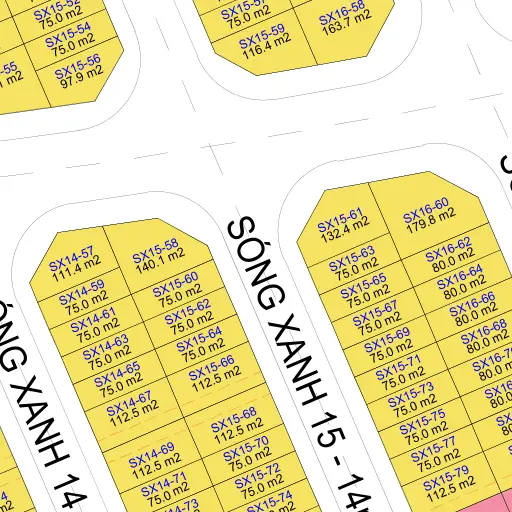 SX15-52
75.0 m2
SX15-54
75.0 m2
SX15-56
97.9 m2
SX15-59
116.4 m2
SX16-58
163.7 m2
SX14-57
111.4 m2
SX14-59
75.0 m2
SX14-61
75.0 m2
SX14-63
75.0 m2
SX14-65
75.0 m2
SX14-67
112.5 m2
SX14-69
112.5 m2
SX14-71
75.0 m2
SX15-58
140.1 m2
SX15-60
75.0 m2
SX15-62
75.0 m2
SX15-64
75.0 m2
SX15-66
112.5 m2
SX15-68
112.5 m2
SX15-70
75.0 m2
SX15-72
75.0 m2
SX15-74
SÓNG XANH 15 - 14
SX15-61
132.4 m2
SX15-63
75.0 m2
SX15-65
75.0 m2
SX15-67
75.0 m2
SX15-69
75.0 m2
SX15-71
75.0 m2
SX15-73
75.0 m2
SX15-75
75.0 m2
SX15-77
75.0 m2
SX15-79
112.5 m2
SX16-60
179.8 m2
SX16-62
80.0 m2
SX16-64
80.0 m2
SX16-66
80.0 m2
SX16-68
80.0 m2
80.0 m
XANH 14